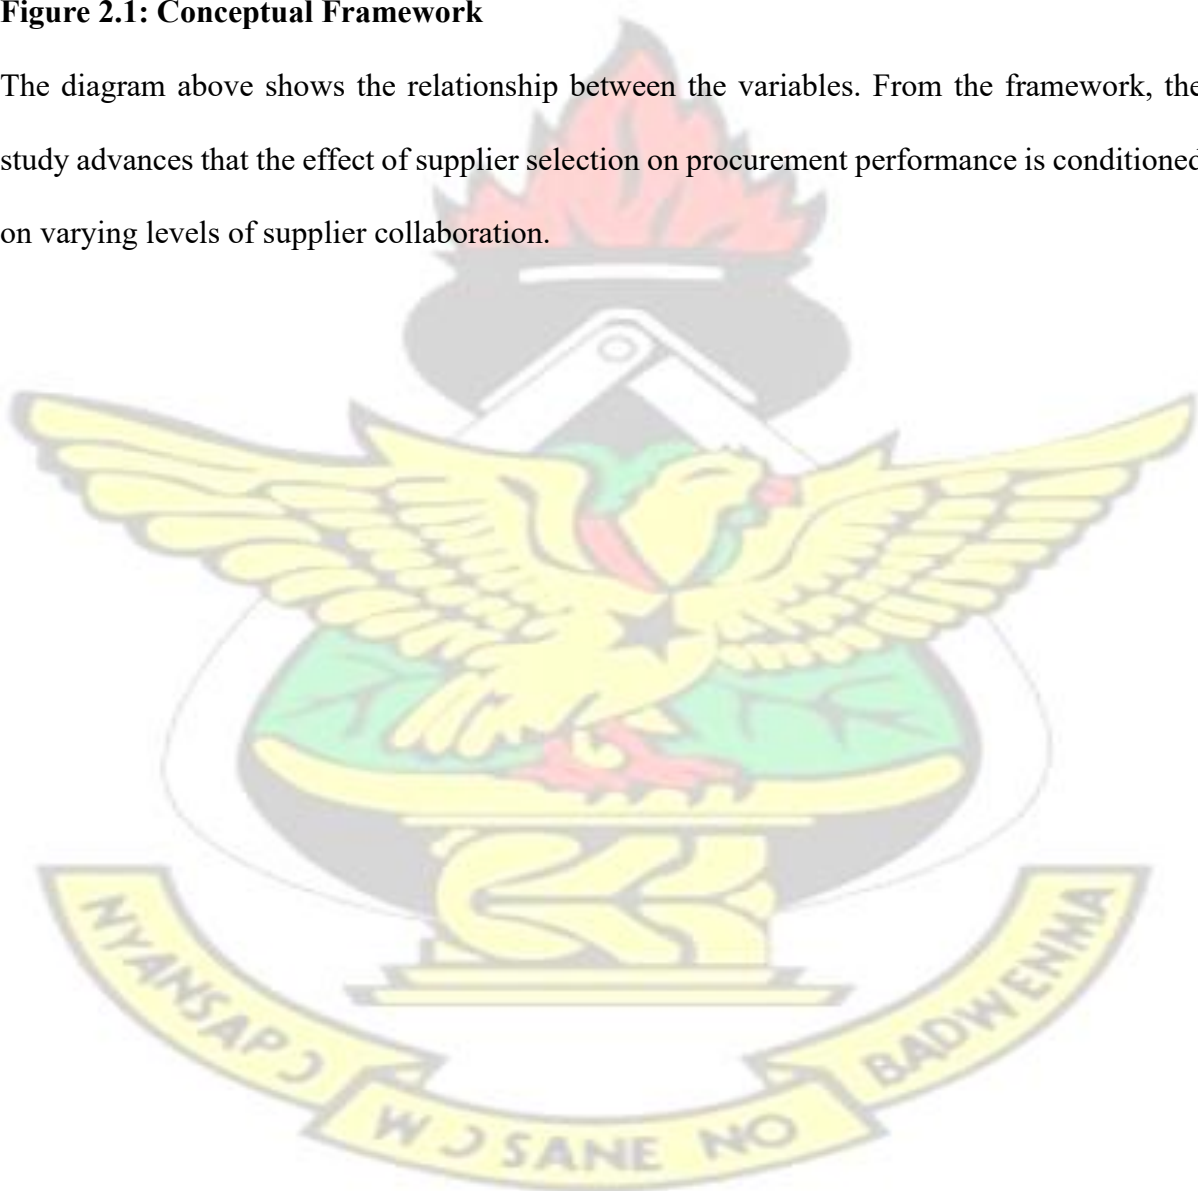 Figure 2.1: Conceptual Framework
The diagram above shows the relationship between the variables. From the framework, the
study advances that the effect of supplier selection on procurement performance is conditioned
on varying levels of supplier collaboration.
NYANSAPƆ
WƆSANE NO
BADWENMA